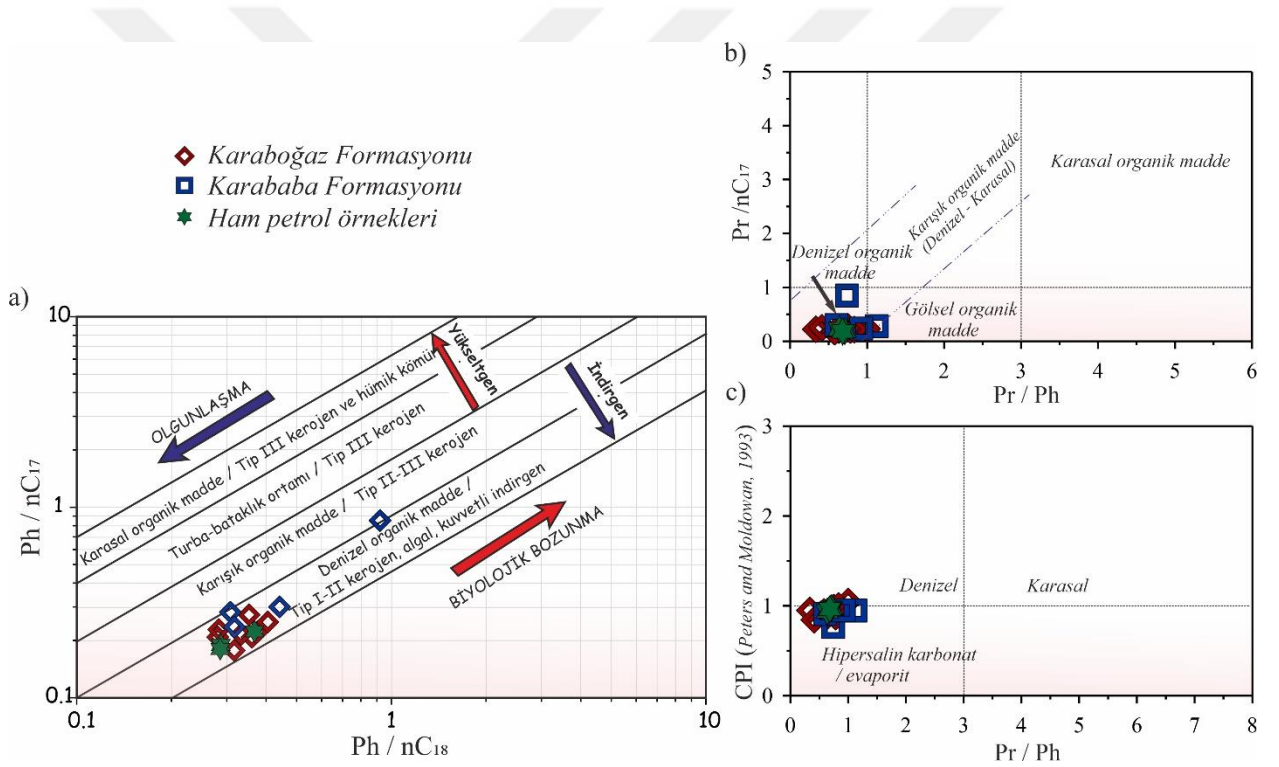 Karaboğaz Formasyonu
Karababa Formasyonu
Ham petrol örnekleri
a)
10
1
0.1
Ph / nC17
0.1
1
10
Ph / nC18
OLGUNLAŞMA
Yükseltgen
İndirgen
Karasal organik madde / Tip III kerojen ve hümik kömür
Turba-bataklık ortamı / Tip III kerojen
Karışık organik madde / Tip II-III kerojen
Denizel organik madde /
Tip I-II kerojen, algal, kuvvetli indirgen
BİYOLOJİK BOZUNMA
b)
5
4
3
2
1
0
Pr /nC17
Karışık organik madde
(Denizel - Karasal)
Karasal organik madde
Denizel organik
madde
Gölsel organik
madde
0 1 2 3 4 5 6
Pr / Ph
c)
3
2
1
0
CPI (Peters and Moldowan, 1993)
Denizel
Karasal
Hipersalin karbonat
/ evaporit
0 1 2 3 4 5 6 7 8
Pr / Ph